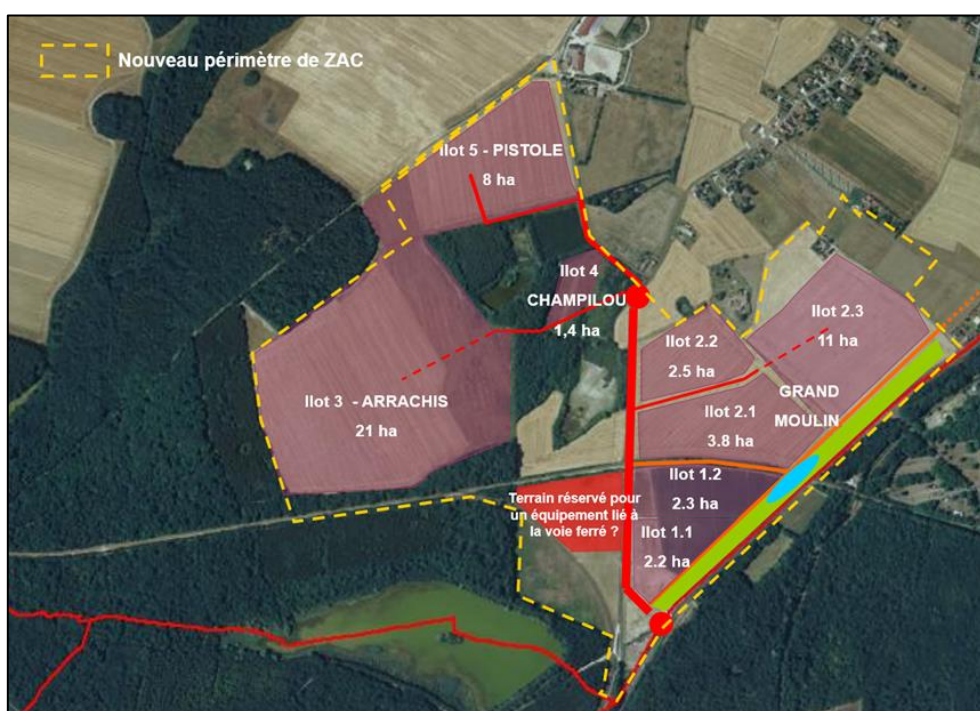 Nouveau périmètre de ZAC
Ilot 5 - PISTOLE
8 ha
Ilot 4
CHAMPILOU
1,4 ha
Ilot 2.3
11 ha
Ilot 2.2
2.5 ha
GRAND
MOULIN
Ilot 3 - ARRACHIS
21 ha
Ilot 2.1
3.8 ha
Ilot 1.2
2.3 ha
Terrain réservé pour
un équipement lié à
la voie ferré ?
Ilot 1.1
2.2 ha